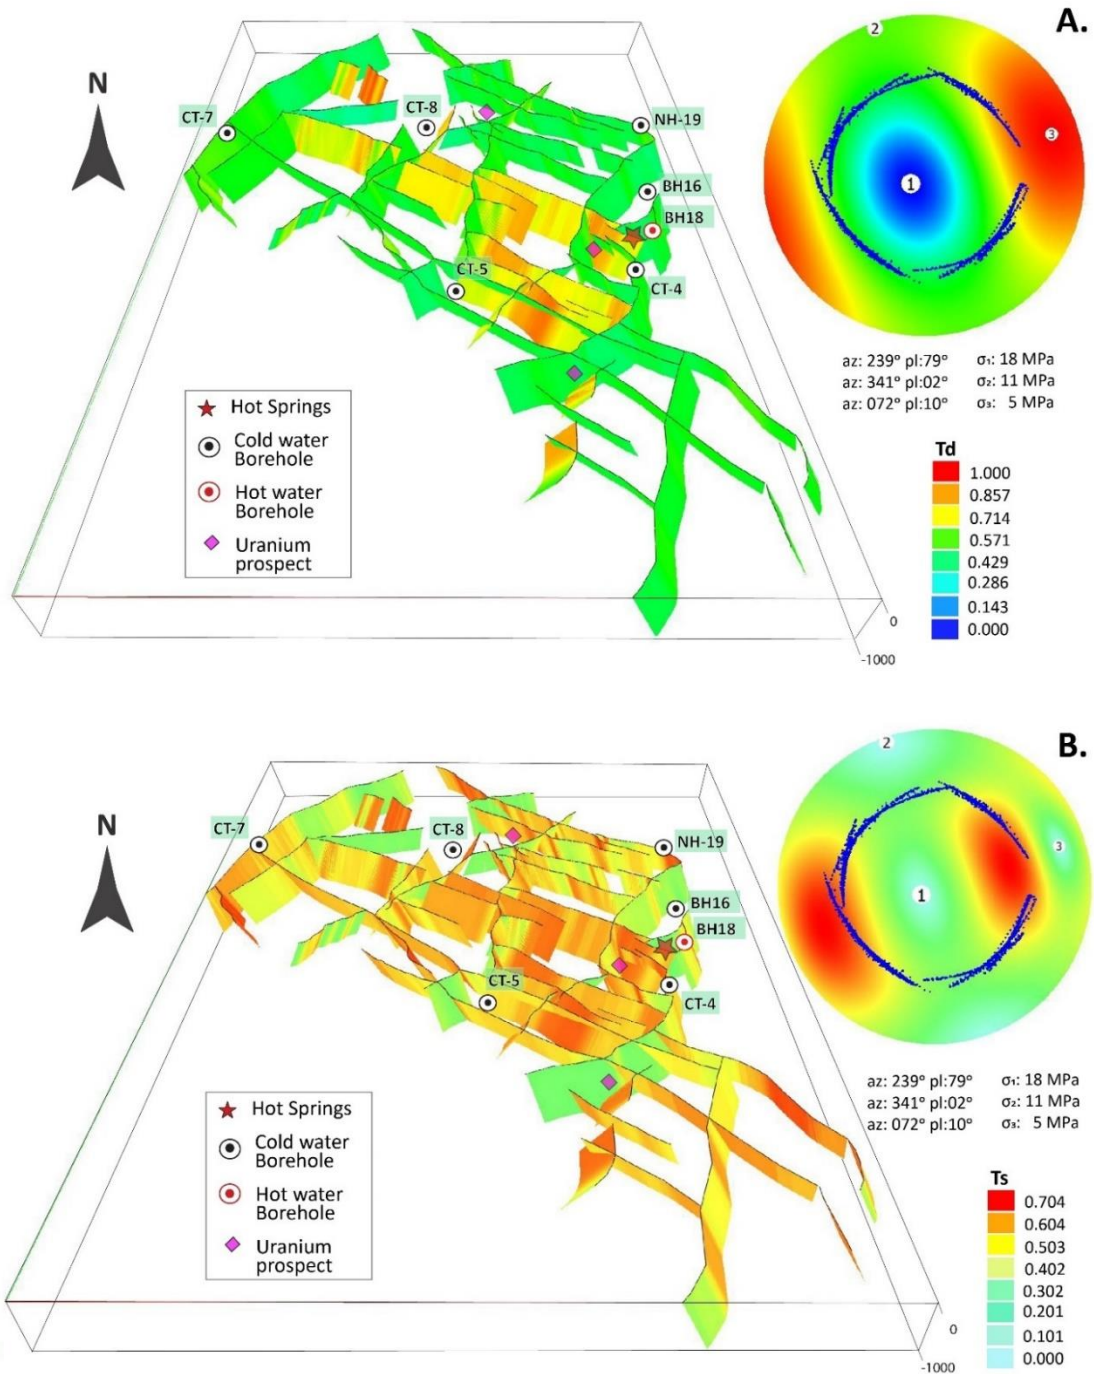 A.
2
N
CT-7
CT-8
NH-19
3
BH16
1
BH18
CT-5
CT-4
az: 239° pl:79° σ₁: 18 MPa
az: 341° pl:02° σ₂: 11 MPa
az: 072° pl:10° σ₃: 5 MPa
Hot Springs
Cold water
Borehole
Hot water
Borehole
Uranium
prospect
Td
1.000
0.857
0.714
0.571
0.429
0.286
0.143
0.000
0
-1000
B.
2
N
CT-7
CT-8
NH-19
3
1
BH16
BH18
CT-5
CT-4
az: 239° pl:79° σ₁: 18 MPa
az: 341° pl:02° σ₂: 11 MPa
az: 072° pl:10° σ₃: 5 MPa
Hot Springs
Cold water
Borehole
Hot water
Borehole
Uranium
prospect
Ts
0.704
0.604
0.503
0.402
0.302
0.201
0.101
0.000
0
-1000